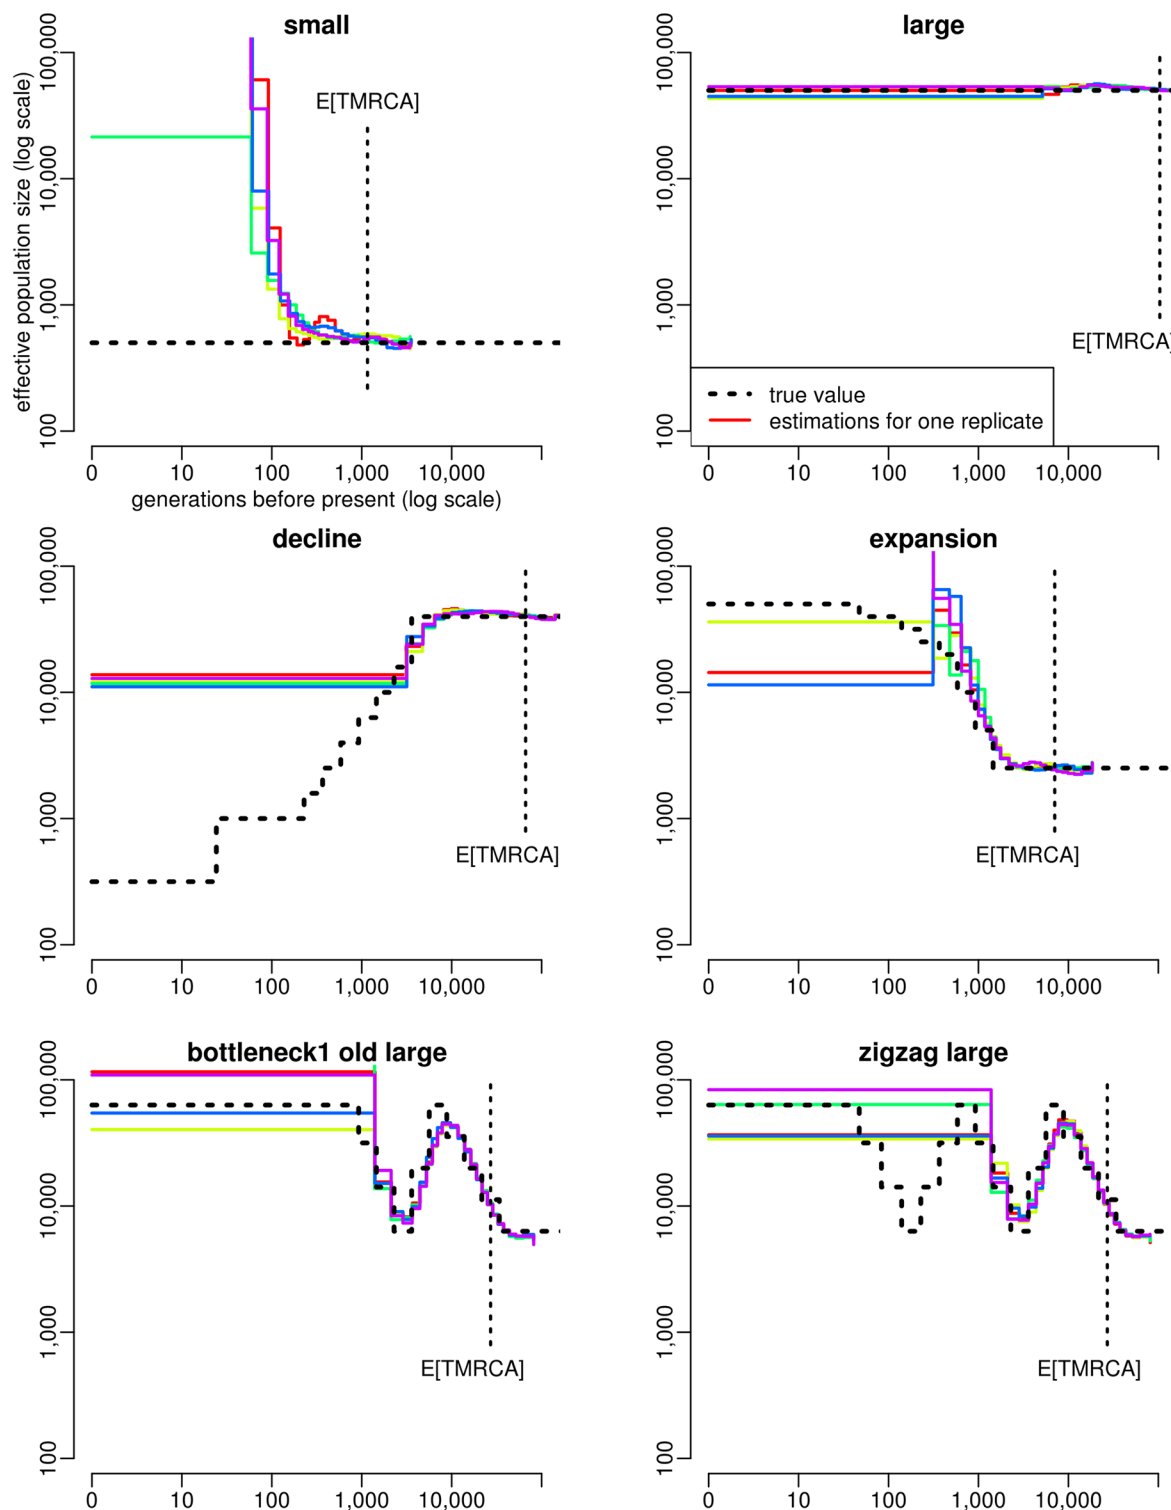 small
effective population size (log scale)
100,000
10,000
1,000
100
E[TMRCA]
0 10 100 1,000 10,000
generations before present (log scale)
large
100,000
10,000
1,000
100
E[TMRCA]
true value
estimations for one replicate
0 10 100 1,000 10,000
decline
100,000
10,000
1,000
100
E[TMRCA]
0 10 100 1,000 10,000
expansion
100,000
10,000
1,000
100
E[TMRCA]
0 10 100 1,000 10,000
bottleneck1 old large
100,000
10,000
1,000
100
E[TMRCA]
0 10 100 1,000 10,000
zigzag large
100,000
10,000
1,000
100
E[TMRCA]
0 10 100 1,000 10,000